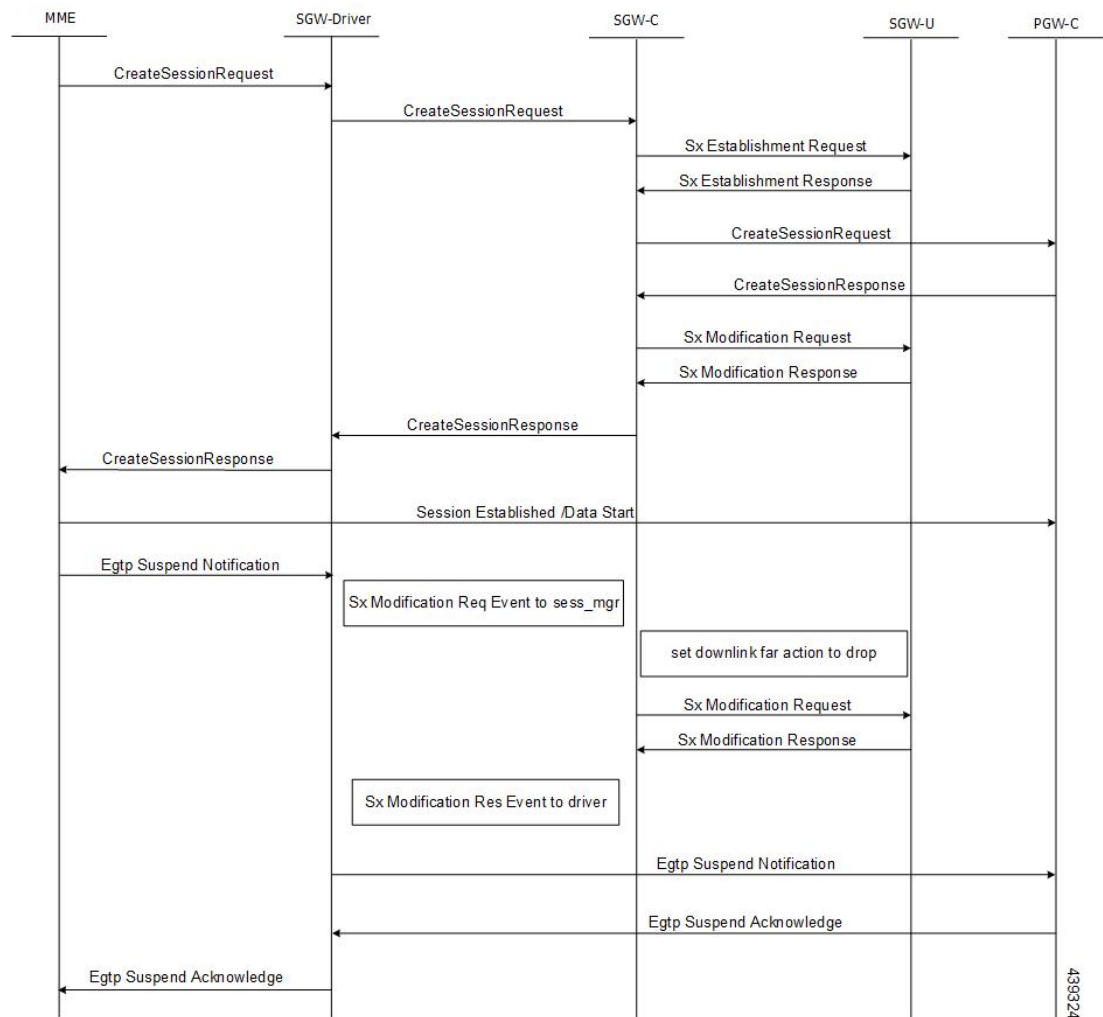 MME
SGW-Driver
SGW-C
SGW-U
PGW-C
CreateSessionRequest
CreateSessionRequest
Sx Establishment Request
Sx Establishment Response
CreateSessionRequest
CreateSessionResponse
Sx Modification Request
Sx Modification Response
CreateSessionResponse
CreateSessionResponse
Session Established /Data Start
Egtp Suspend Notification
Sx Modification Req Event to sess_mgr
set downlink far action to drop
Sx Modification Request
Sx Modification Response
Sx Modification Res Event to driver
Egtp Suspend Notification
Egtp Suspend Acknowledge
Egtp Suspend Acknowledge
439324